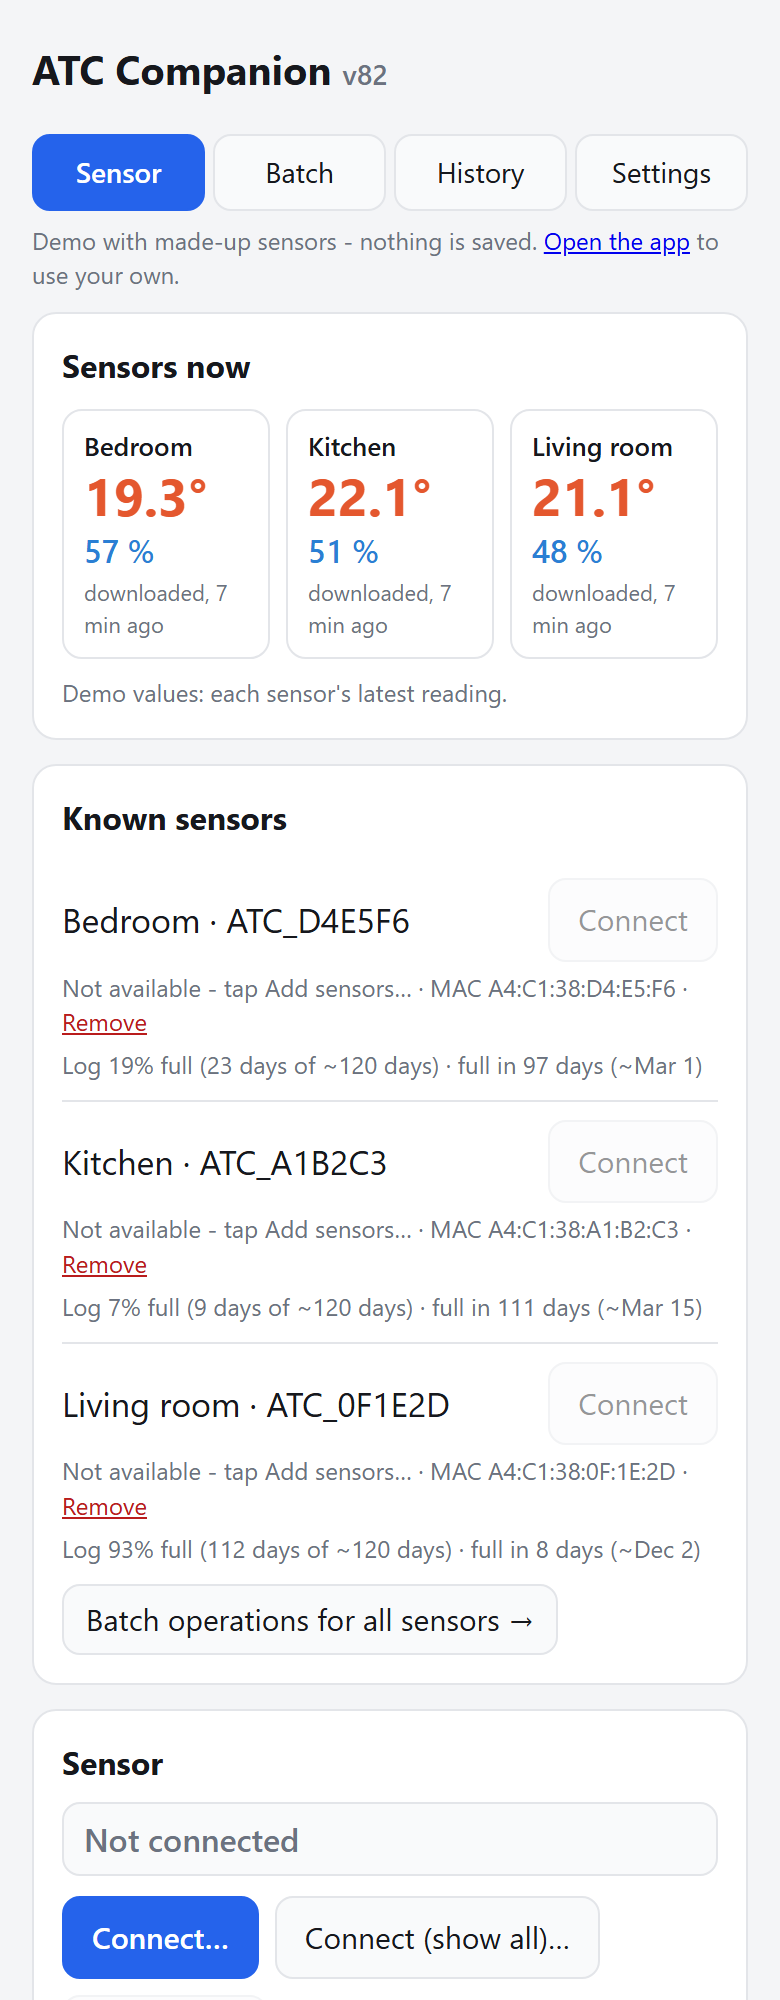 ATC Companion v82
Sensor
Batch
History
Settings
Demo with made-up sensors - nothing is saved. Open the app to
use your own.
Sensors now
Bedroom
19.3°
57 %
downloaded, 7
min ago
Kitchen
22.1°
51 %
downloaded, 7
min ago
Living room
21.1°
48 %
downloaded, 7
min ago
Demo values: each sensor's latest reading.
Known sensors
Bedroom · ATC_D4E5F6
Connect
Not available - tap Add sensors... · MAC A4:C1:38:D4:E5:F6 ·
Remove
Log 19% full (23 days of ~120 days) · full in 97 days (~Mar 1)
Kitchen · ATC_A1B2C3
Connect
Not available - tap Add sensors... · MAC A4:C1:38:A1:B2:C3 ·
Remove
Log 7% full (9 days of ~120 days) · full in 111 days (~Mar 15)
Living room · ATC_0F1E2D
Connect
Not available - tap Add sensors... · MAC A4:C1:38:0F:1E:2D ·
Remove
Log 93% full (112 days of ~120 days) · full in 8 days (~Dec 2)
Batch operations for all sensors →
Sensor
Not connected
Connect...
Connect (show all)...